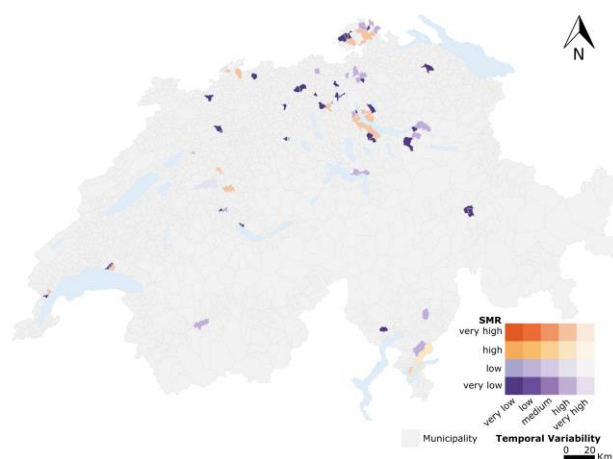 N
SMR
very high
high
low
very low
very low
low
medium
high
very high
Municipality
Temporal Variability
0 20
Km